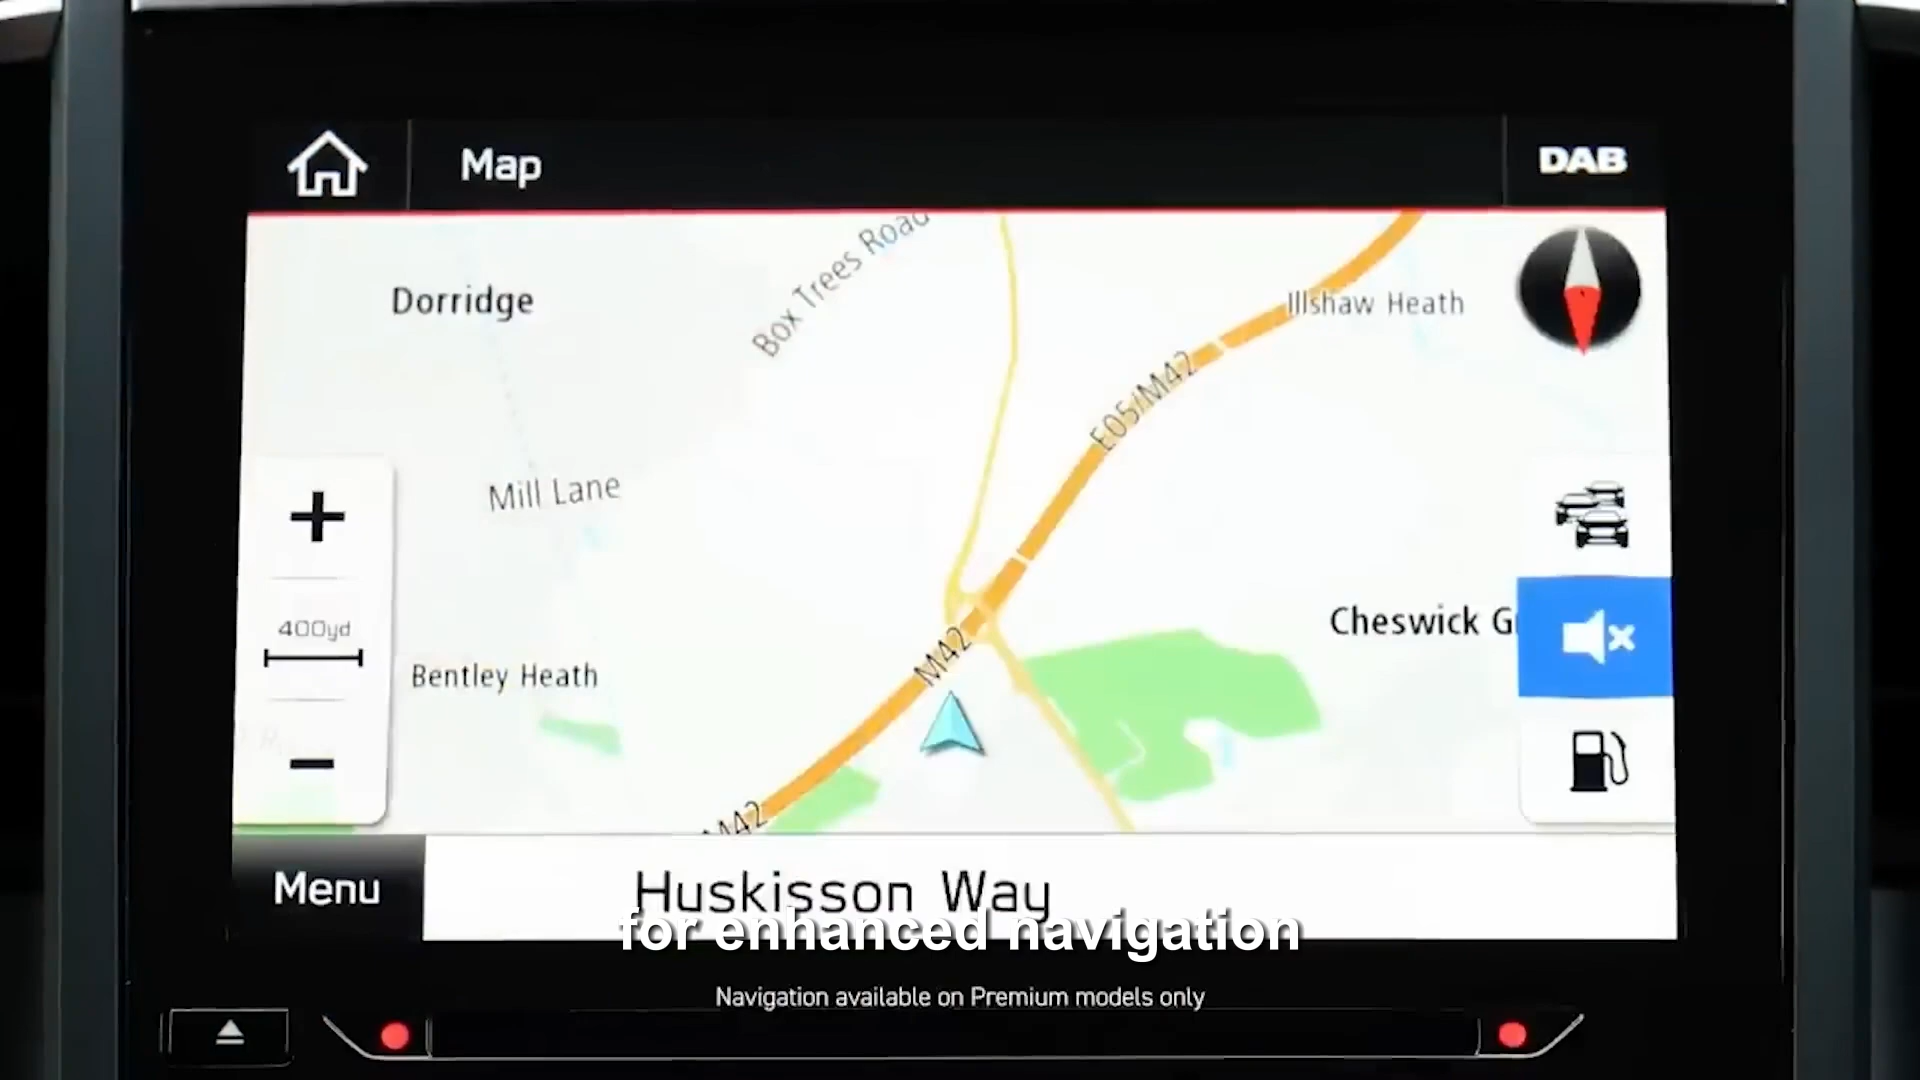 Map
DAB
Box Trees Road
Dorridge
Illshaw Heath
E05/M42
Mill Lane
400yd
Cheswick G
Bentley Heath
M42
M42
Menu
Huskisson Way
for enhanced navigation
Navigation available on Premium models only